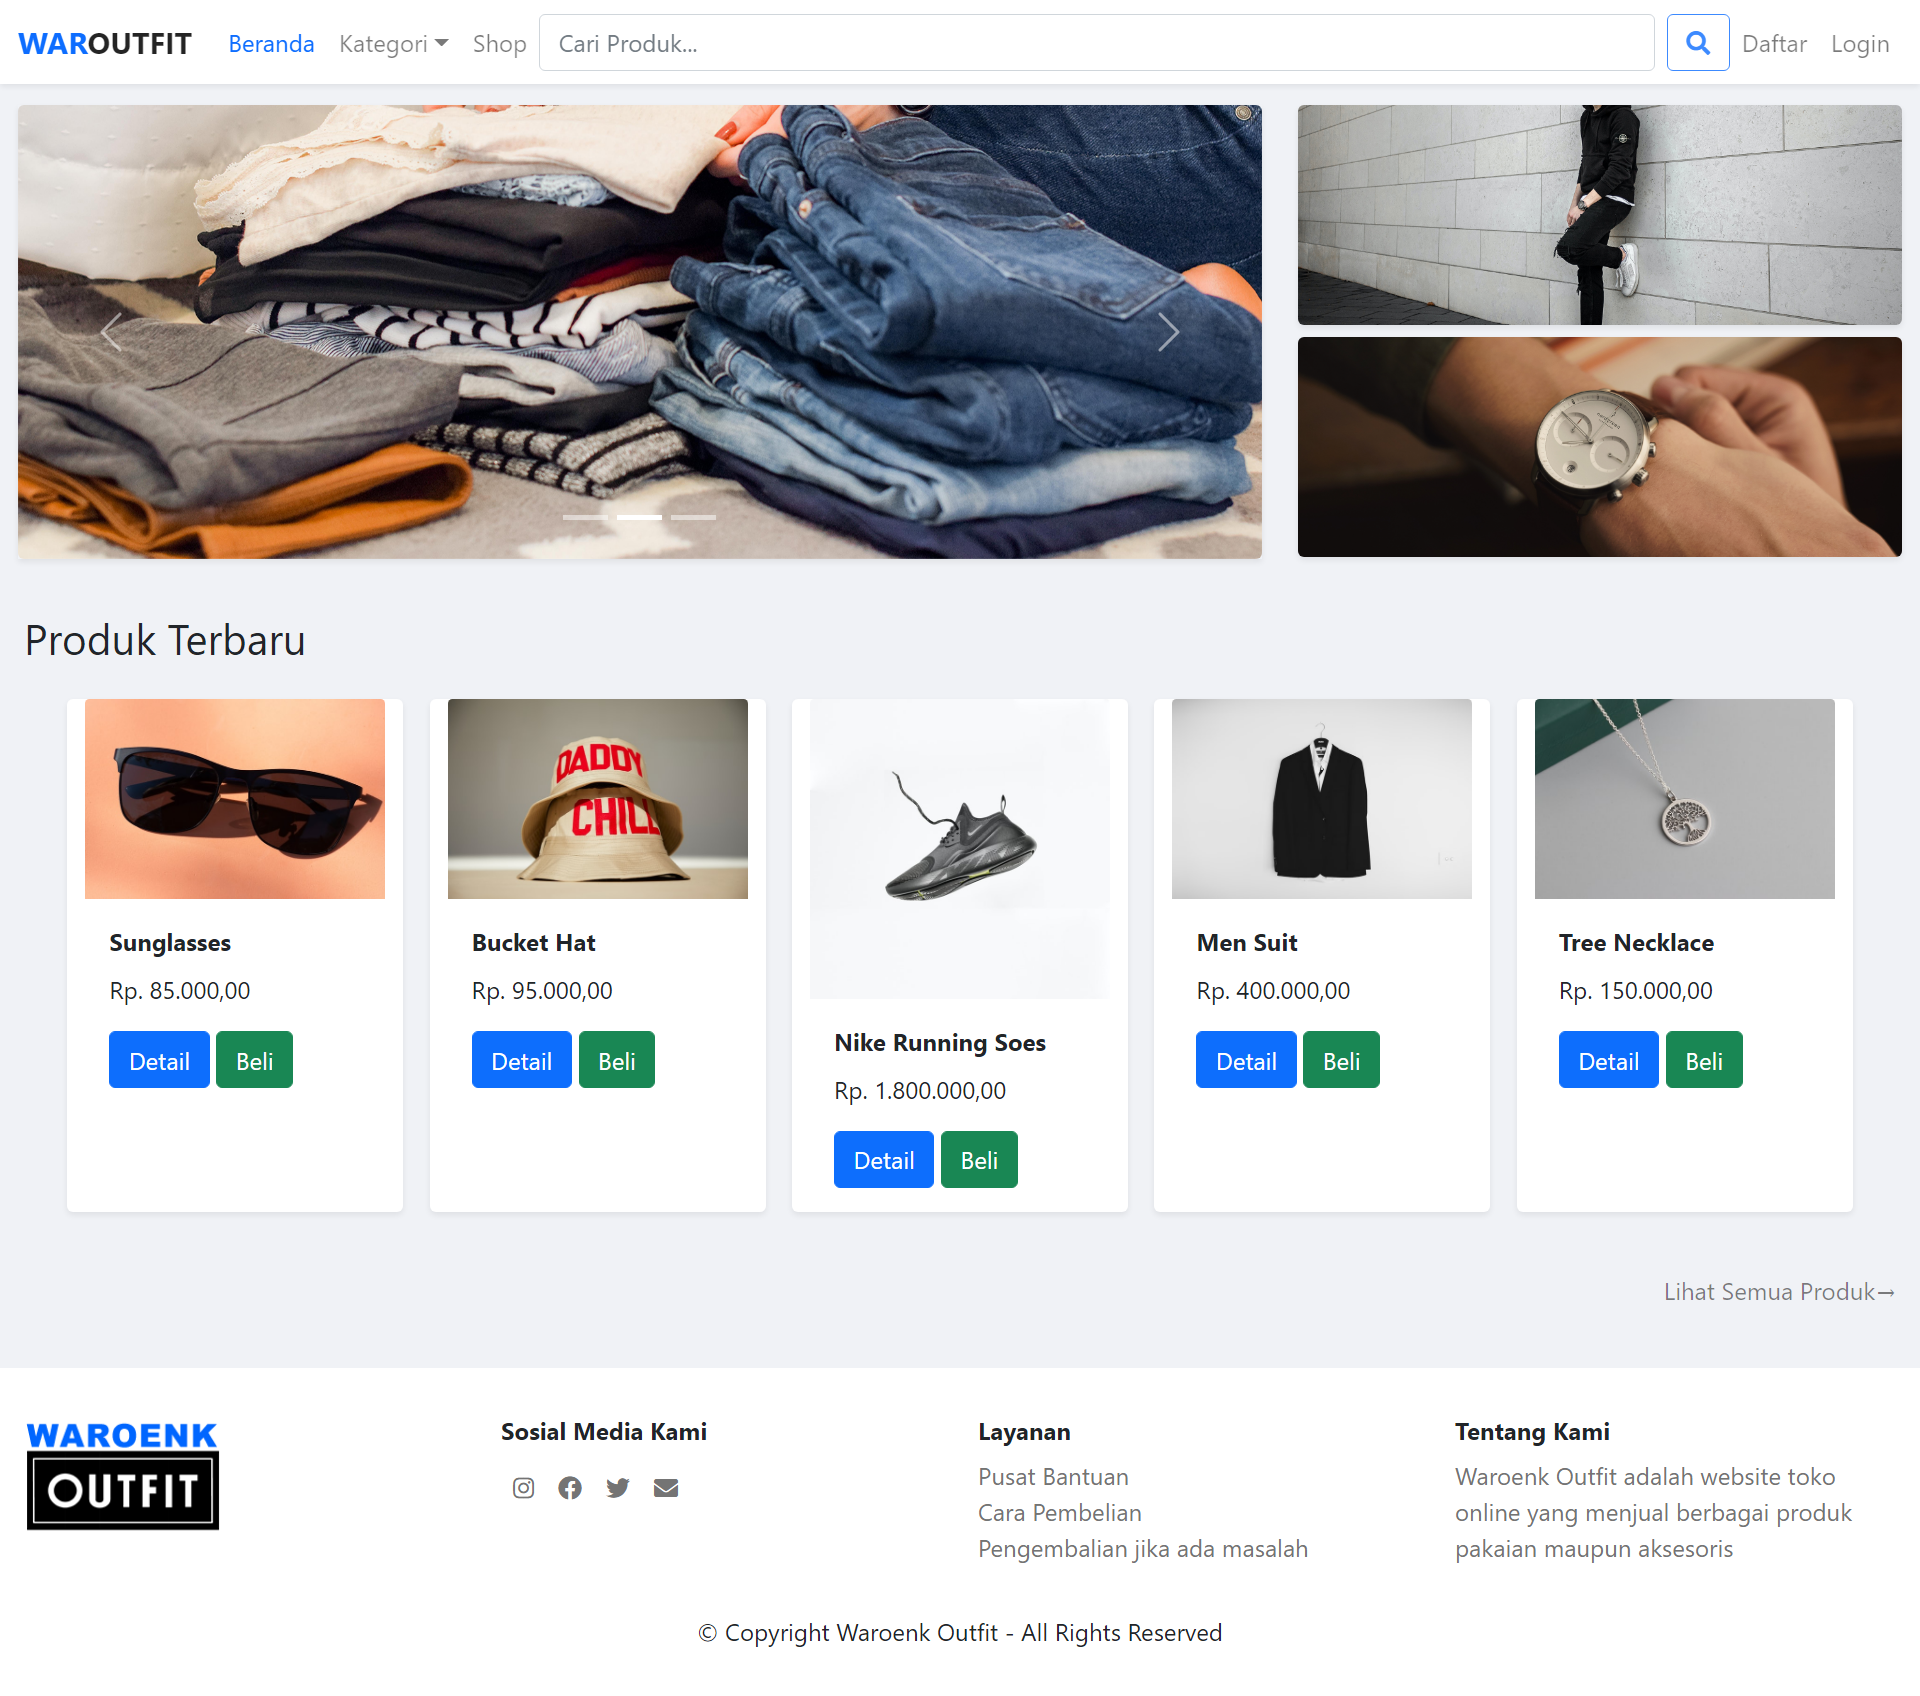 WAROUTFIT Beranda Kategori Shop Cari Produk... Daftar Login
Produk Terbaru
DADDY
CHILL
Sunglasses
Rp. 85.000,00
Detail Beli
Bucket Hat
Rp. 95.000,00
Detail Beli
Nike Running Soes
Rp. 1.800.000,00
Detail Beli
Men Suit
Rp. 400.000,00
Detail Beli
Tree Necklace
Rp. 150.000,00
Detail Beli
Lihat Semua Produk→
WAROENK
OUTFIT
Sosial Media Kami
Layanan
Pusat Bantuan
Cara Pembelian
Pengembalian jika ada masalah
Tentang Kami
Waroenk Outfit adalah website toko
online yang menjual berbagai produk
pakaian maupun aksesoris
© Copyright Waroenk Outfit - All Rights Reserved